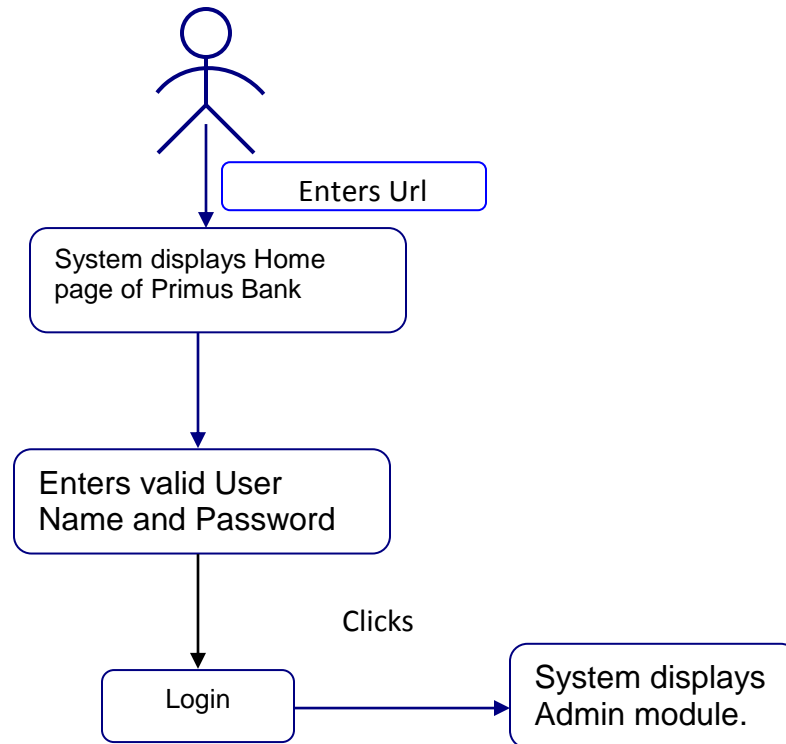 Enters Url
System displays Home
page of Primus Bank
Enters valid User
Name and Password
Clicks
Login
System displays
Admin module.